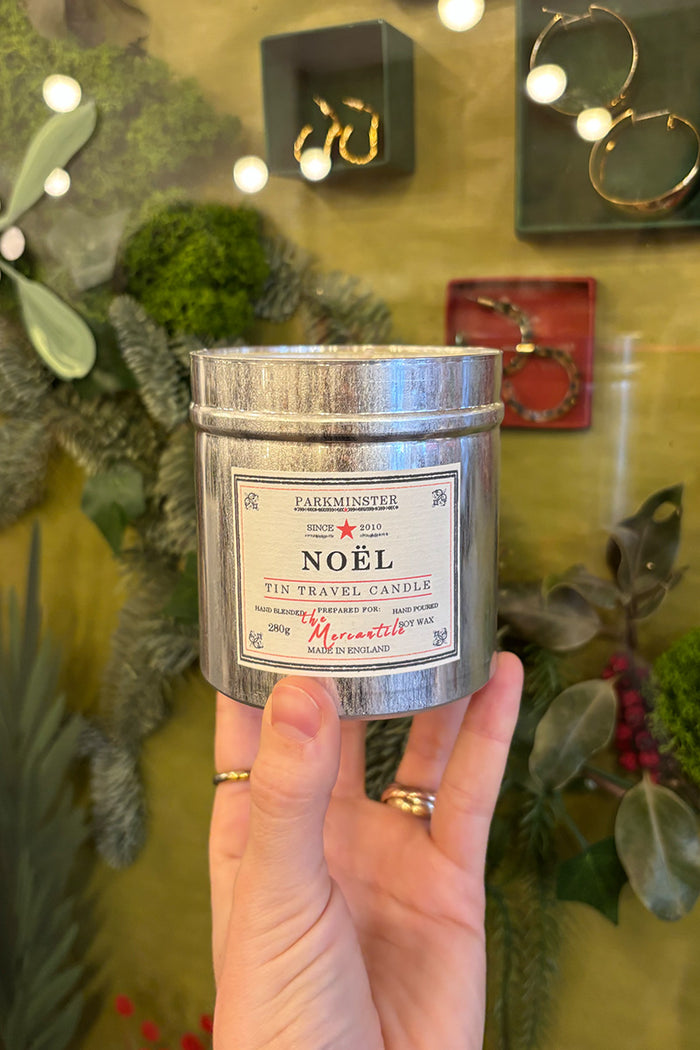 PARKMINSTER
SINCE ★ 2010
NOËL
TIN TRAVEL CANDLE
HAND BLENDED PREPARED FOR: HAND POURED
280g the Mercantile SOY WAX
MADE IN ENGLAND